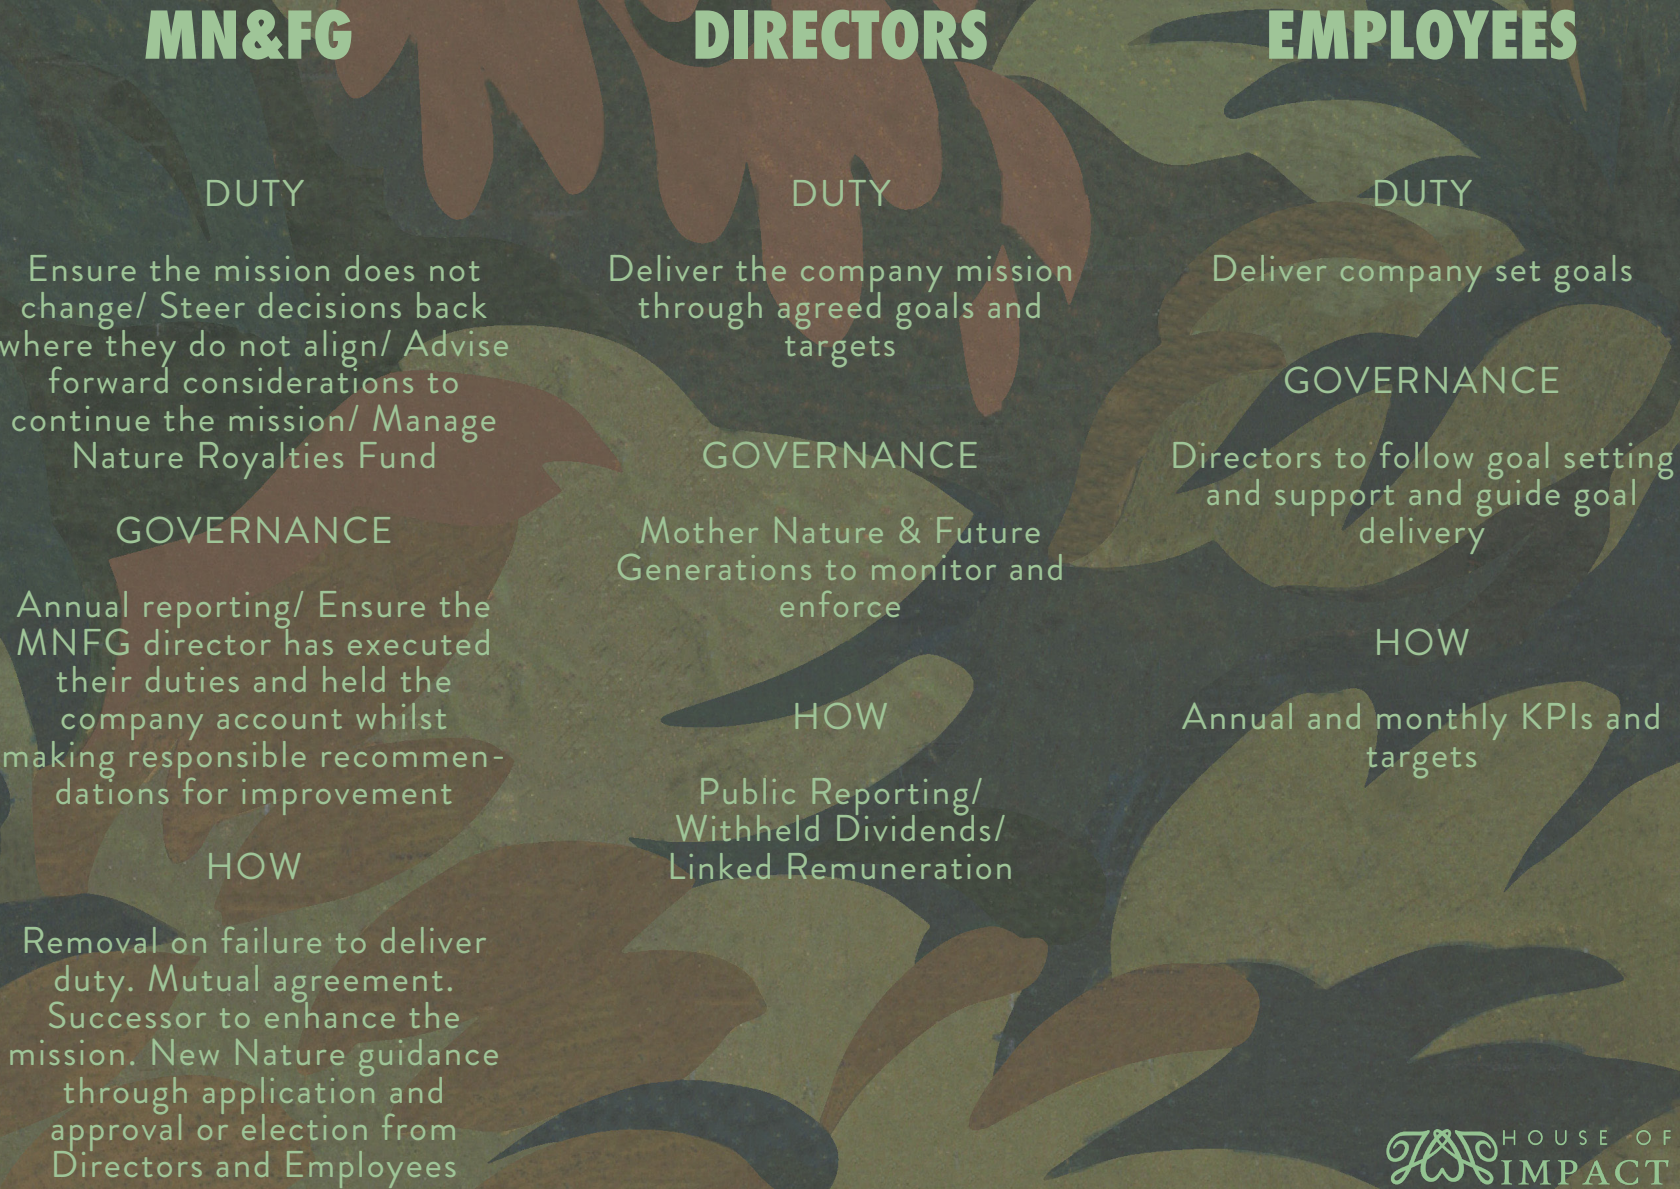 MN&FG
DUTY
Ensure the mission does not
change/ Steer decisions back
where they do not align/ Advise
forward considerations to
continue the mission/ Manage
Nature Royalties Fund
GOVERNANCE
Annual reporting/ Ensure the
MNFG director has executed
their duties and held the
company account whilst
making responsible recommen-
dations for improvement
HOW
Removal on failure to deliver
duty. Mutual agreement.
Successor to enhance the
mission. New Nature guidance
through application and
approval or election from
Directors and Employees
DIRECTORS
DUTY
Deliver the company mission
through agreed goals and
targets
GOVERNANCE
Mother Nature & Future
Generations to monitor and
enforce
HOW
Public Reporting/
Withheld Dividends/
Linked Remuneration
EMPLOYEES
DUTY
Deliver company set goals
GOVERNANCE
Directors to follow goal setting
and support and guide goal
delivery
HOW
Annual and monthly KPIs and
targets
HOUSE OF
IMPACT